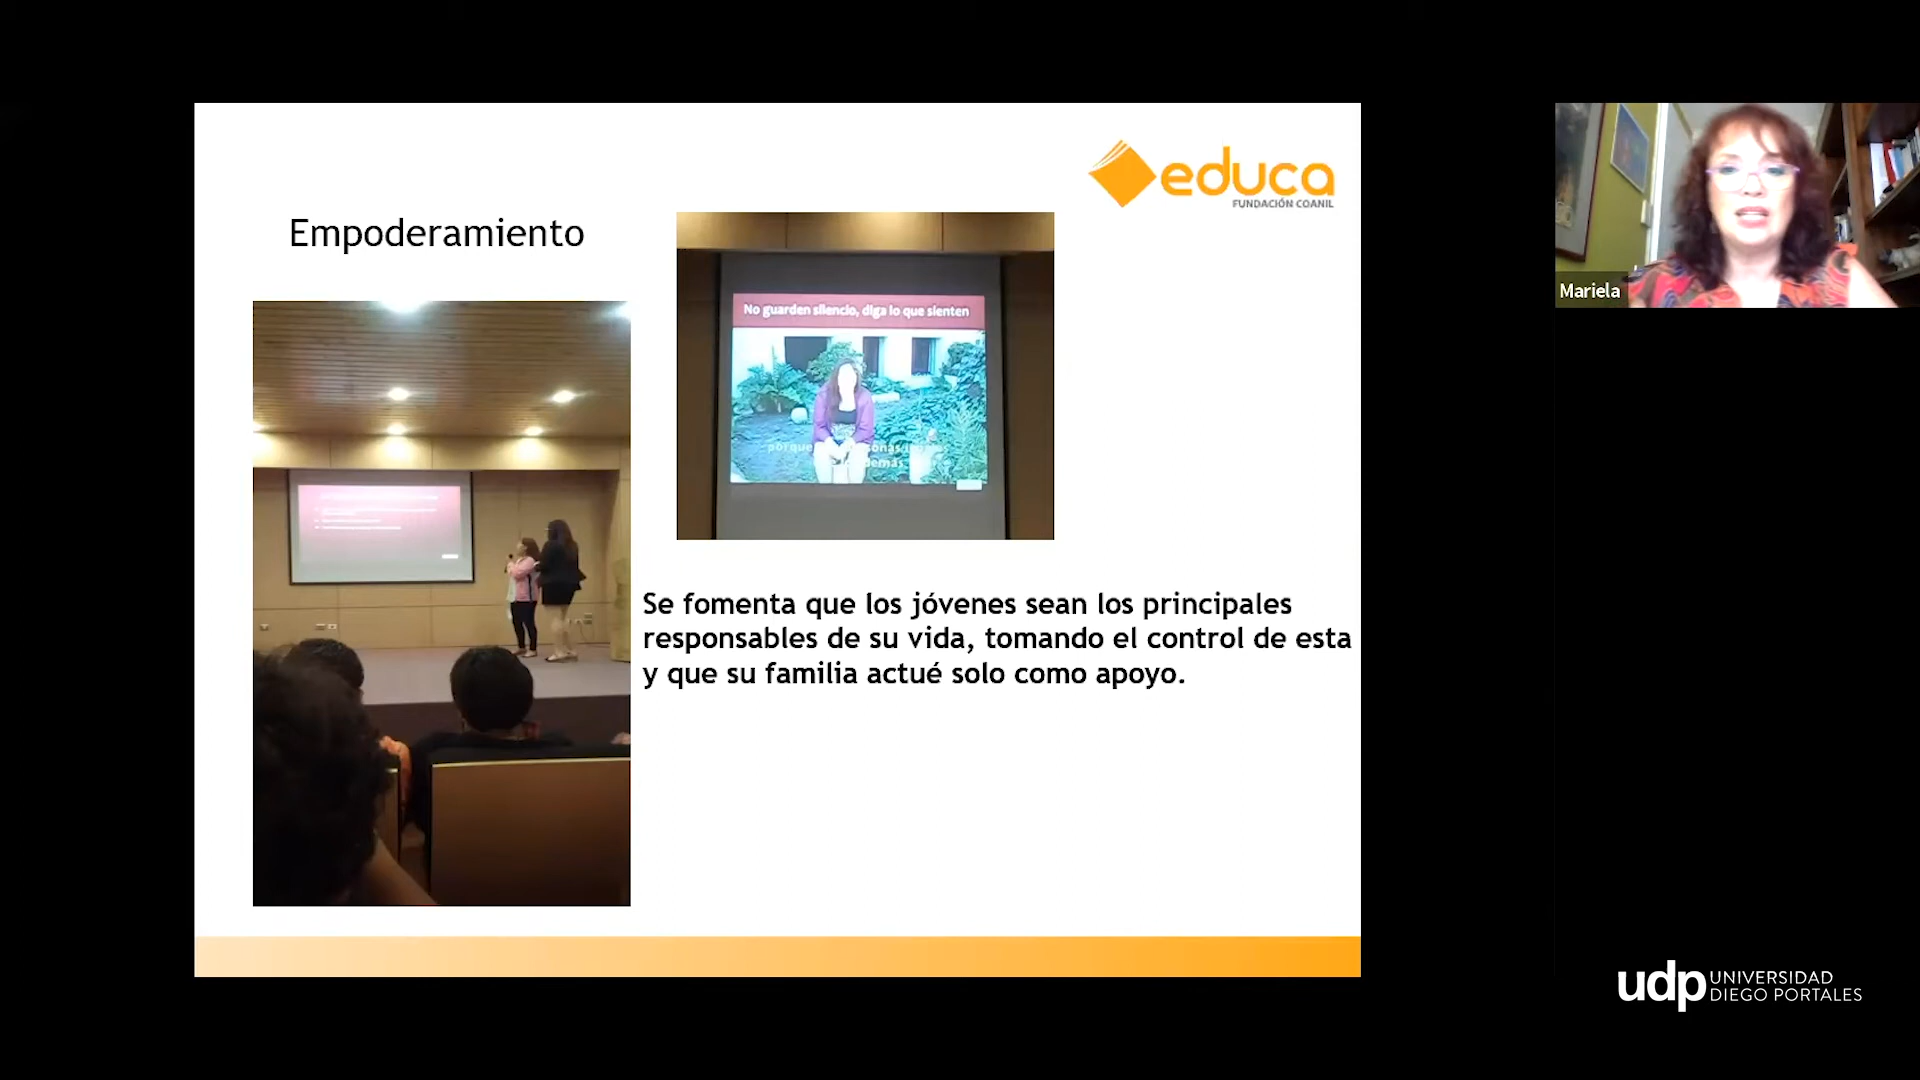 educa
FUNDACIÓN COANIL
Empoderamiento
No guarden silencio, diga lo que sienten
porque
demás
Se fomenta que los jóvenes sean los principales
responsables de su vida, tomando el control de esta
y que su familia actué solo como apoyo.
Mariela
udp UNIVERSIDAD
DIEGO PORTALES